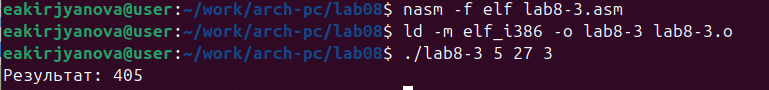 eakirjyanova@user:~/work/arch-pc/lab08$ nasm -f elf lab8-3.asm
eakirjyanova@user:~/work/arch-pc/lab08$ ld -m elf_i386 -o lab8-3 lab8-3.o
eakirjyanova@user:~/work/arch-pc/lab08$ ./lab8-3 5 27 3
Результат: 405